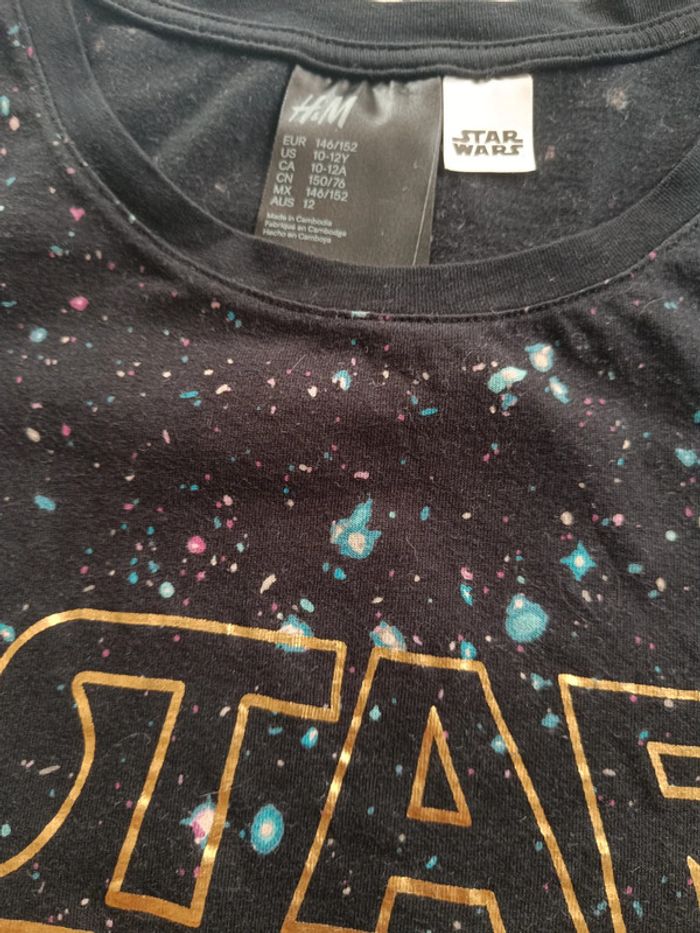 H&M
STAR
WARS
EUR 146/152
US 10-12Y
CA 10-12A
CN 150/76
MX 146/152
AUS 12
Made in Cambodia
Fabriqué en Cambodge
Hecho en Camboya
STAR